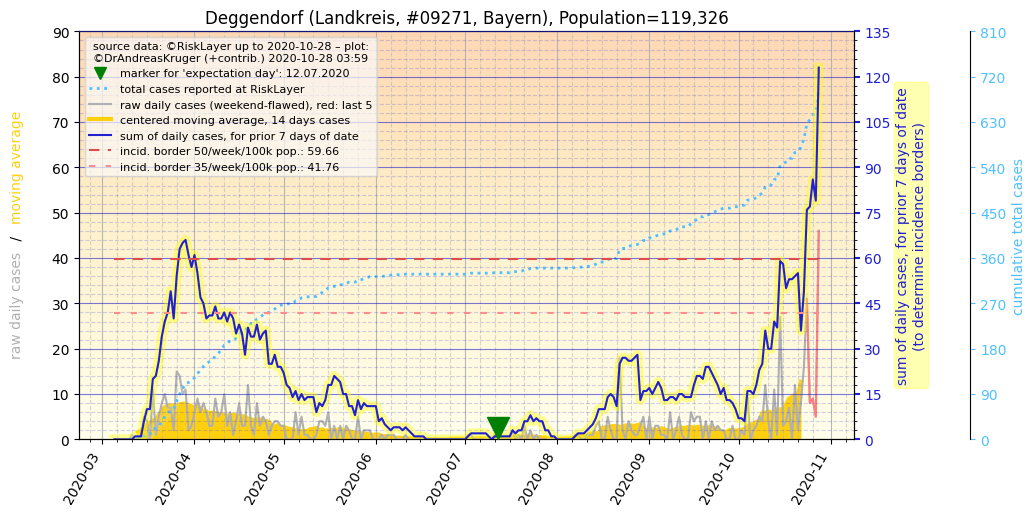 Deggendorf (Landkreis, #09271, Bayern), Population=119,326
source data: ©RiskLayer up to 2020-10-28 – plot:
©DrAndreasKruger (+contrib.) 2020-10-28 03:59
marker for 'expectation day': 12.07.2020
total cases reported at RiskLayer
raw daily cases (weekend-flawed), red: last 5
centered moving average, 14 days cases
sum of daily cases, for prior 7 days of date
incid. border 50/week/100k pop.: 59.66
incid. border 35/week/100k pop.: 41.76
raw daily cases / moving average
90
80
70
60
50
40
30
20
10
0
2020-03
2020-04
2020-05
2020-06
2020-07
2020-08
2020-09
2020-10
2020-11
135
120
105
90
75
60
45
30
15
0
sum of daily cases, for prior 7 days of date
(to determine incidence borders)
810
720
630
540
450
360
270
180
90
0
cumulative total cases